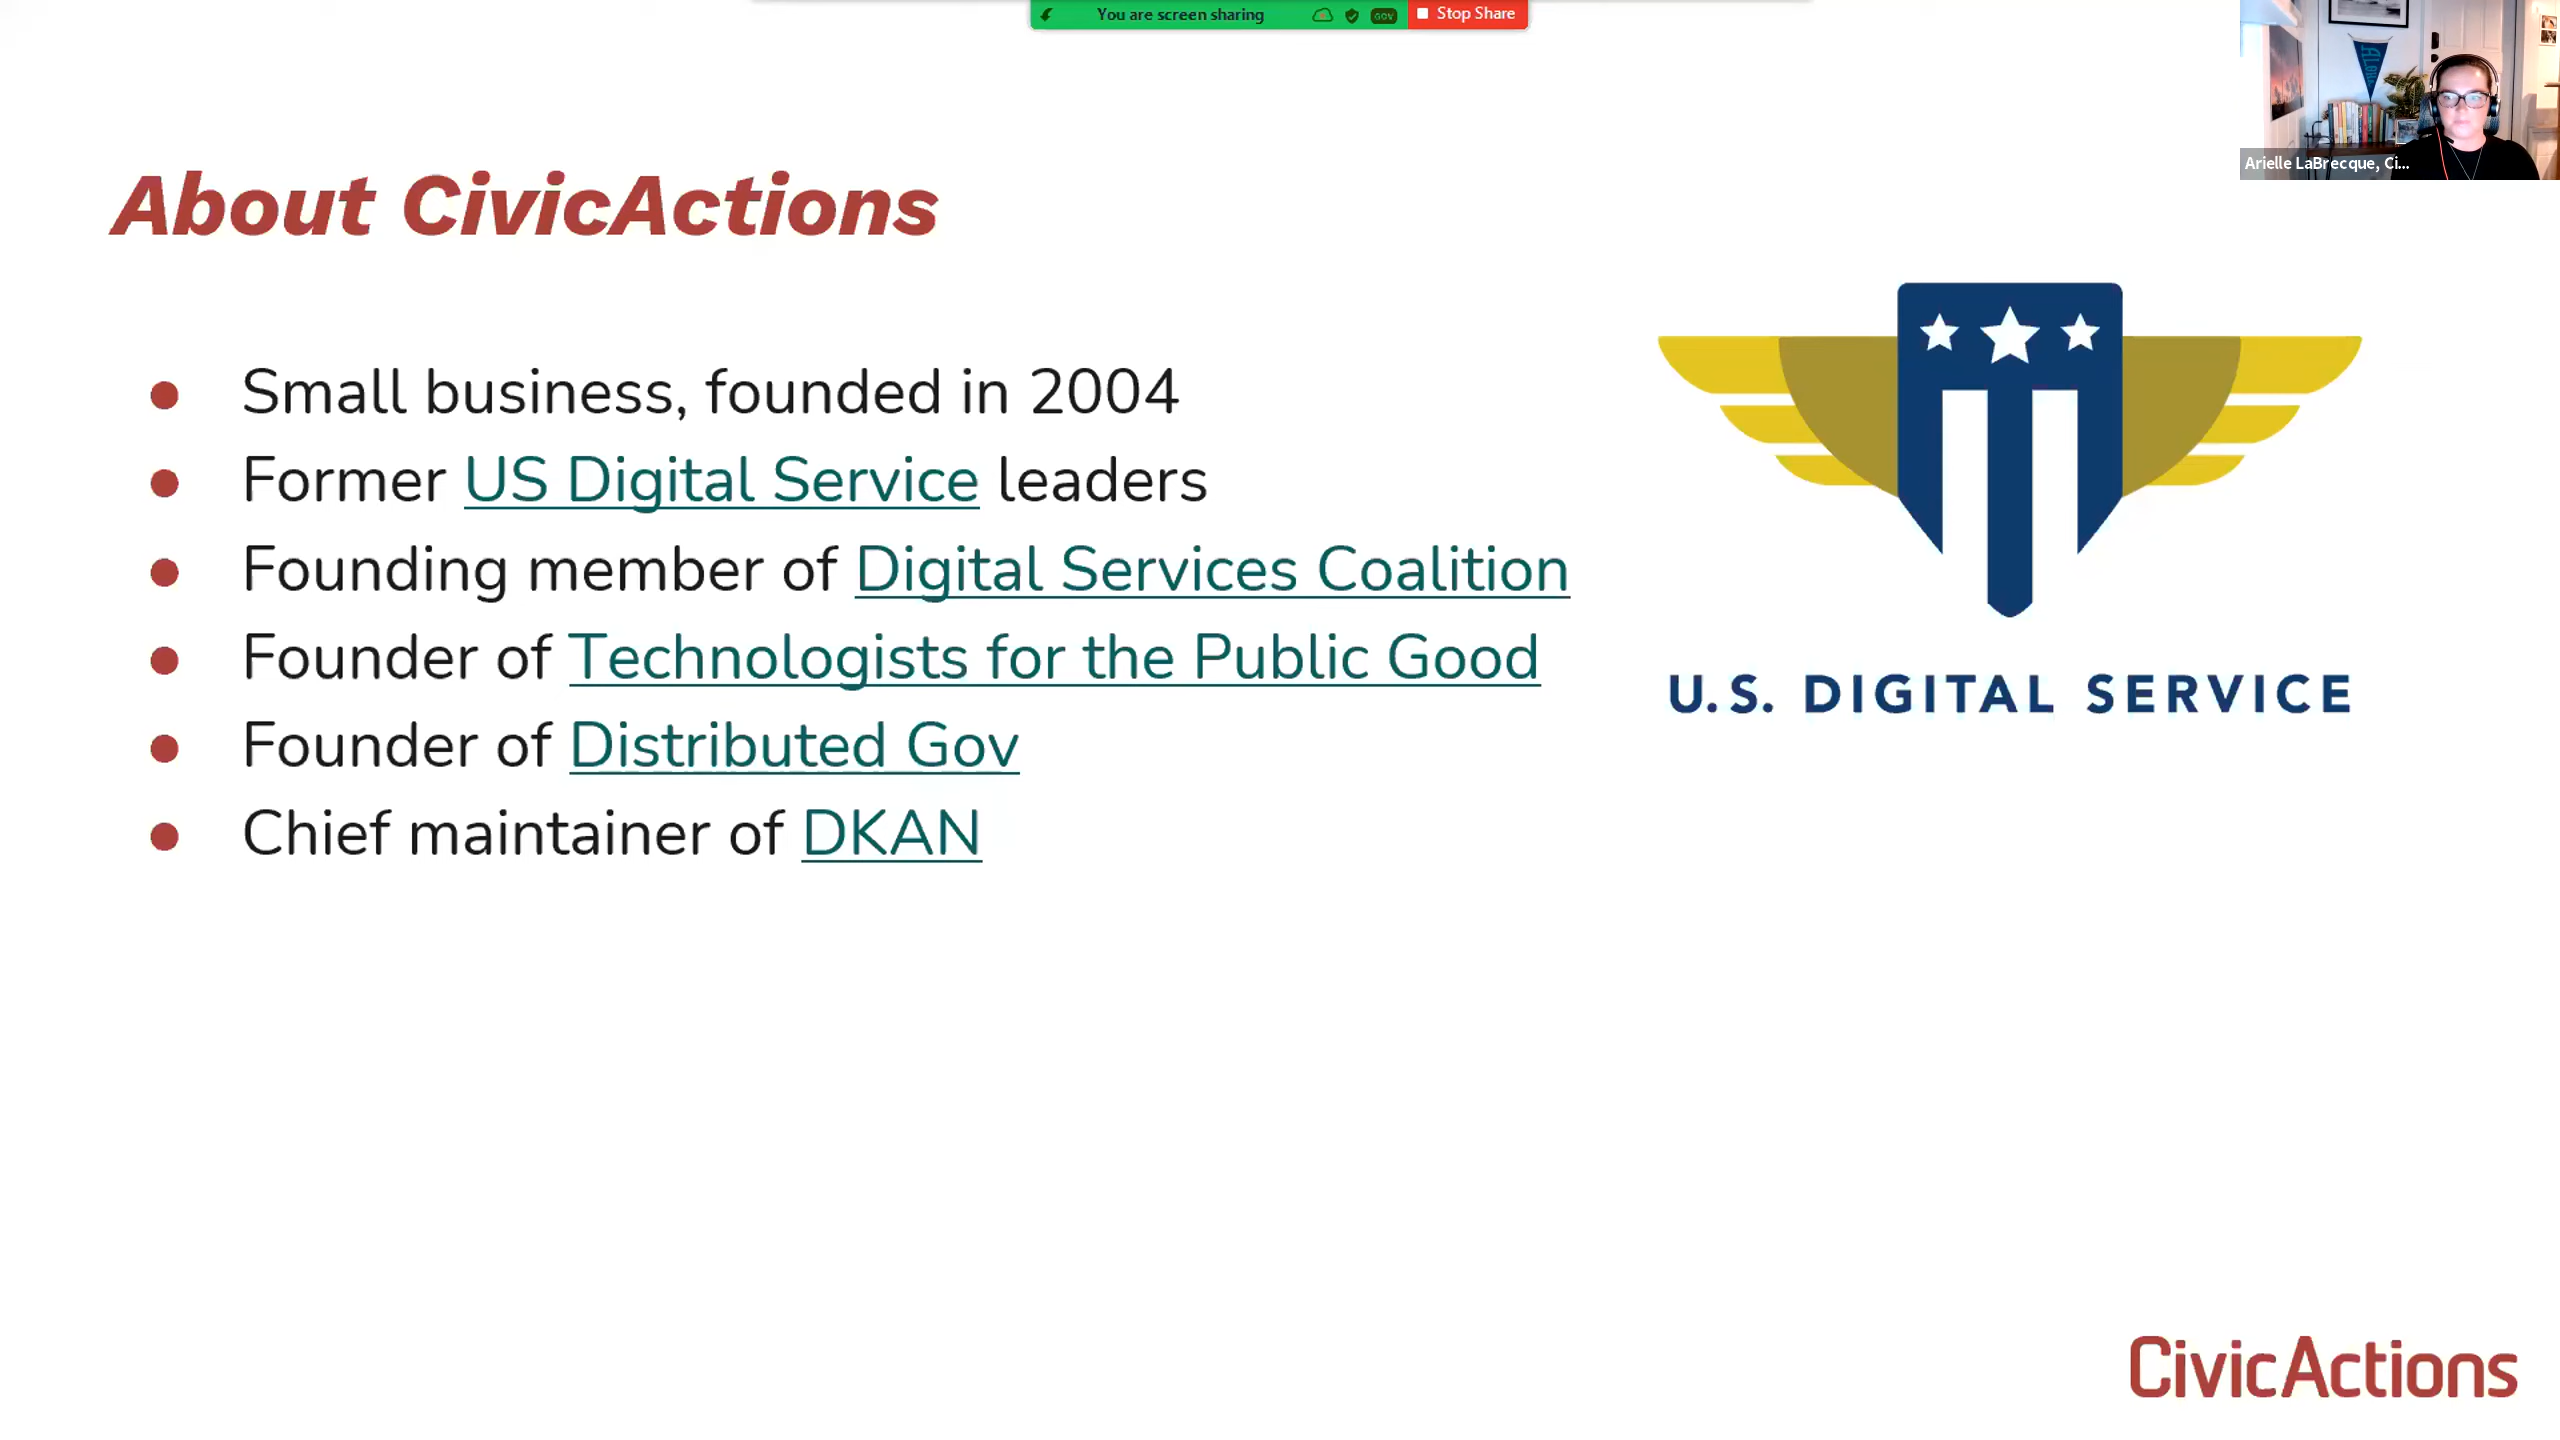 You are screen sharing
GOV
Stop Share
Arielle LaBrecque, Ci...
About CivicActions
Small business, founded in 2004
Former US Digital Service leaders
Founding member of Digital Services Coalition
Founder of Technologists for the Public Good
Founder of Distributed Gov
Chief maintainer of DKAN
U.S. DIGITAL SERVICE
CivicActions